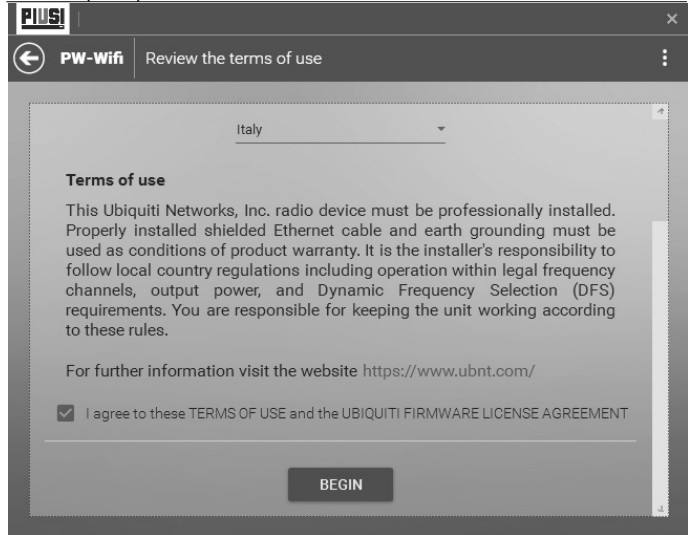 PIUSI
PW-Wifi Review the terms of use
Italy
Terms of use
This Ubiquiti Networks, Inc. radio device must be professionally installed.
Properly installed shielded Ethernet cable and earth grounding must be
used as conditions of product warranty. It is the installer's responsibility to
follow local country regulations including operation within legal frequency
channels, output power, and Dynamic Frequency Selection (DFS)
requirements. You are responsible for keeping the unit working according
to these rules.
For further information visit the website https://www.ubnt.com/
I agree to these TERMS OF USE and the UBIQUITI FIRMWARE LICENSE AGREEMENT
BEGIN